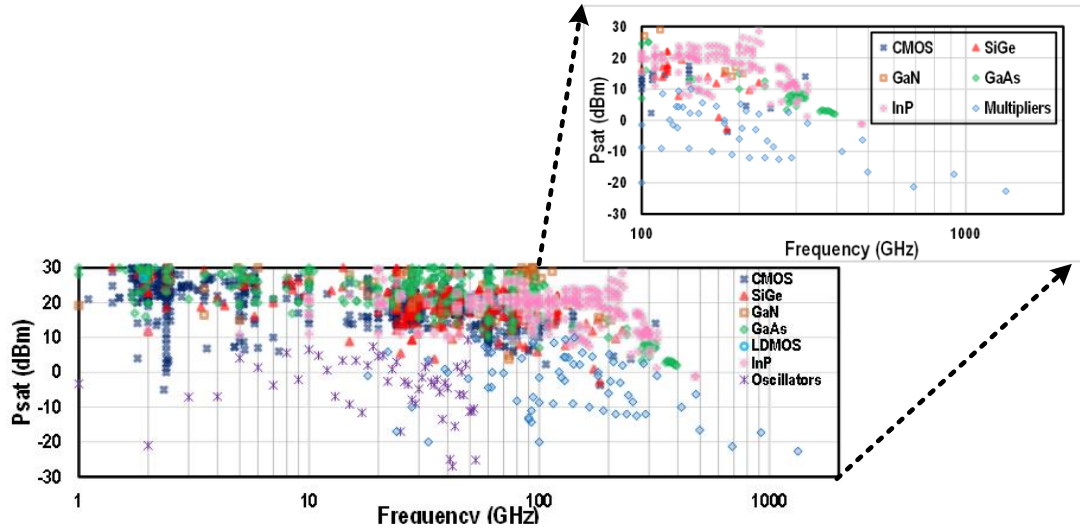 30
20
10
0
-10
-20
-30
Psat (dBm)
CMOS SiGe
GaN GaAs
InP Multipliers
100 1000
Frequency (GHz)
30
20
10
0
-10
-20
-30
Psat (dBm)
CMOS
SiGe
GaN
GaAs
LDMOS
InP
Oscillators
1 10 100 1000
Frequency (GHz)